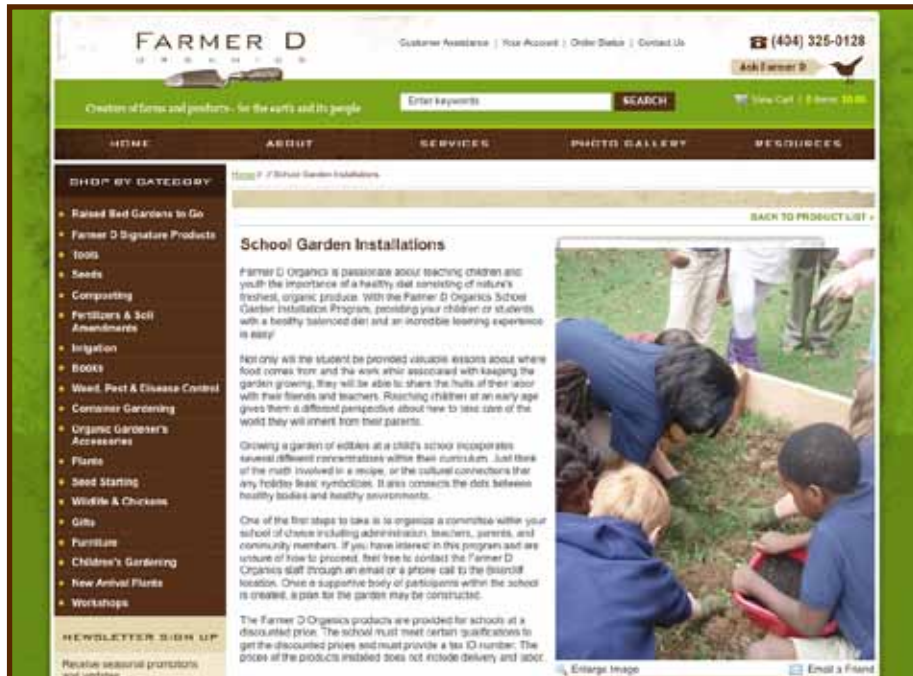 FARMER D
ORGANICS
Customer Assistance | Your Account | Order Status | Contact Us
(404) 325-0128
Ask Farmer D
Creators of farms and products - for the earth and its people
Enter keywords
SEARCH
View Cart | 0 items $0.00
HOME
ABOUT
SERVICES
PHOTO GALLERY
RESOURCES
SHOP BY CATEGORY
Raised Bed Gardens to Go
Farmer D Signature Products
Tools
Seeds
Composting
Fertilizers & Soil
Amendments
Irrigation
Books
Weed, Pest & Disease Control
Container Gardening
Organic Gardener's
Accessories
Plants
Seed Starting
Wildlife & Chickens
Gifts
Furniture
Children's Gardening
New Arrival Plants
Workshops
NEWSLETTER SIGN UP
Receive seasonal promotions
and updates
Home // // School Garden Installations
BACK TO PRODUCT LIST »
School Garden Installations
Farmer D Organics is passionate about teaching children and
youth the importance of a healthy diet consisting of nature's
freshest, organic produce. With the Farmer D Organics School
Garden Installation Program, providing your children or students
with a healthy balanced diet and an incredible learning experience
is easy!
Not only will the student be provided valuable lessons about where
food comes from and the work ethic associated with keeping the
garden growing, they will be able to share the fruits of their labor
with their friends and teachers. Reaching children at an early age
gives them a different perspective about how to take care of the
world they will inherit from their parents.
Growing a garden of edibles at a child's school incorporates
several different concentrations within their curriculum. Just think
of the math involved in a recipe, or the cultural connections that
any holiday feast symbolizes. It also connects the dots between
healthy bodies and healthy environments.
One of the first steps to take is to organize a committee within your
school of choice including administration, teachers, parents, and
community members. If you have interest in this program and are
unsure of how to proceed, feel free to contact the Farmer D
Organics staff through an email or a phone call to the Briarcliff
location. Once a supportive body of participants within the school
is created, a plan for the garden may be constructed.
The Farmer D Organics products are provided for schools at a
discounted price. The school must meet certain qualifications to
get the discounted prices and must provide a tax ID number. The
prices of the products installed does not include delivery and labor.
Enlarge Image
Email a Friend